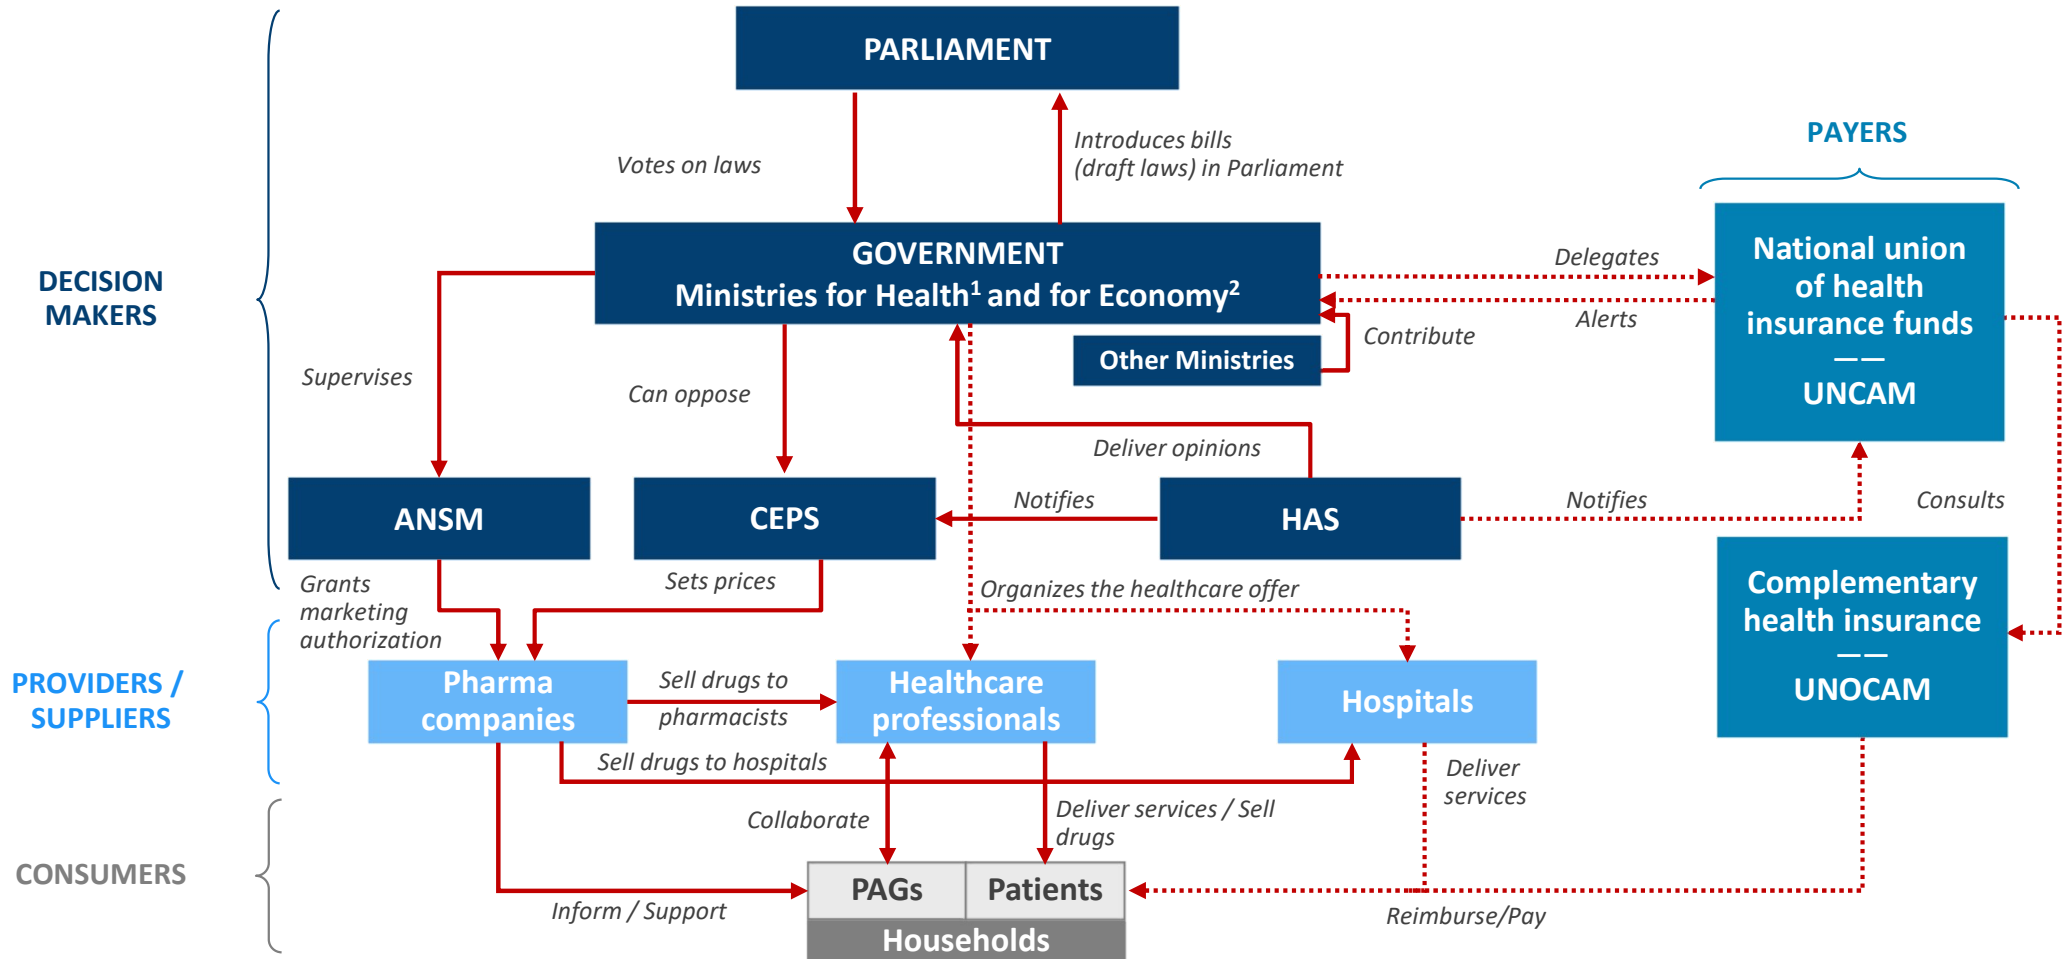 PARLIAMENT
Votes on laws
Introduces bills
(draft laws) in Parliament
PAYERS
DECISION
MAKERS
GOVERNMENT
Ministries for Health¹ and for Economy²
Delegates
Alerts
National union
of health
insurance funds
——
UNCAM
Other Ministries
Contribute
Supervises
Can oppose
Deliver opinions
ANSM
CEPS
Notifies
HAS
Notifies
Consults
Grants
marketing
authorization
Sets prices
Organizes the healthcare offer
Complementary
health insurance
——
UNOCAM
PROVIDERS /
SUPPLIERS
Pharma
companies
Sell drugs to
pharmacists
Healthcare
professionals
Hospitals
Sell drugs to hospitals
Deliver
services
Collaborate
Deliver services / Sell
drugs
CONSUMERS
PAGs
Patients
Inform / Support
Reimburse/Pay
Households